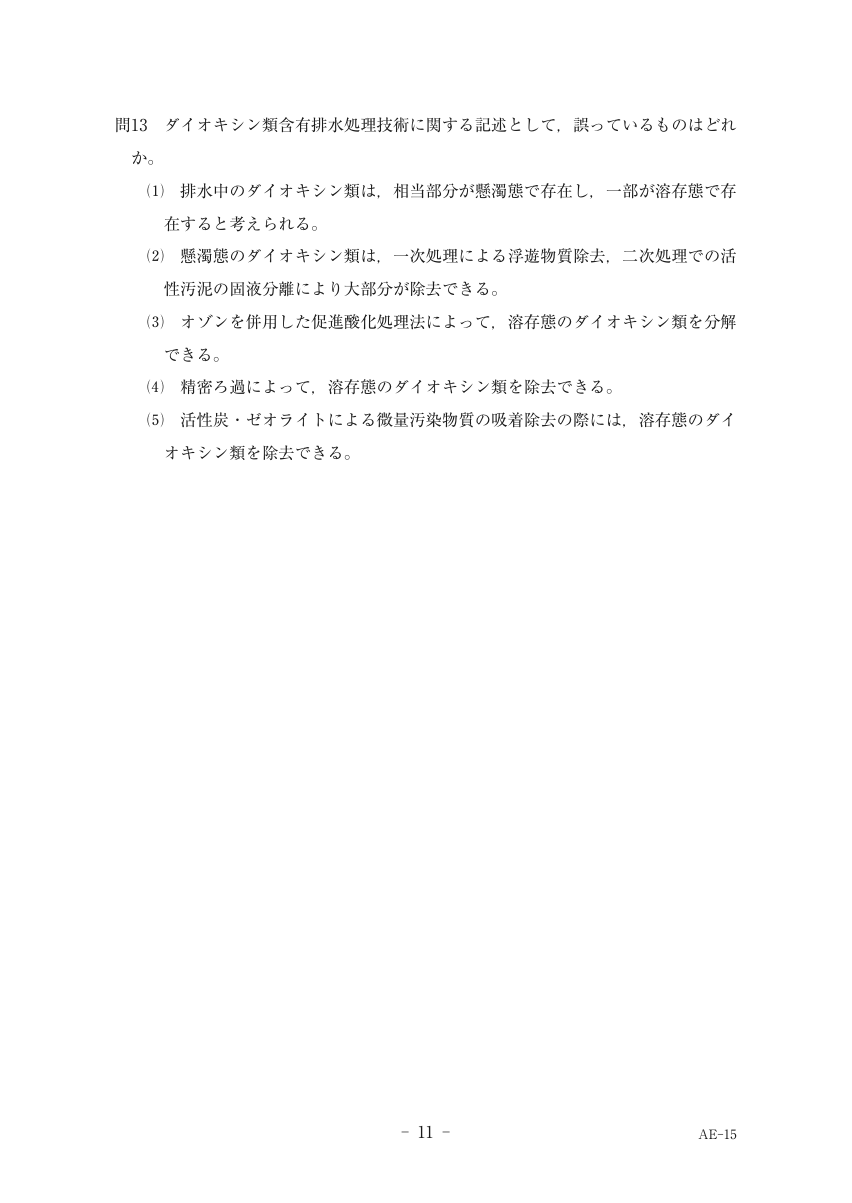 問13　ダイオキシン類含有排水処理技術に関する記述として，誤っているものはどれ
か。
⑴　排水中のダイオキシン類は，相当部分が懸濁態で存在し，一部が溶存態で存
在すると考えられる。
⑵　懸濁態のダイオキシン類は，一次処理による浮遊物質除去，二次処理での活
性汚泥の固液分離により大部分が除去できる。
⑶　オゾンを併用した促進酸化処理法によって，溶存態のダイオキシン類を分解
できる。
⑷　精密ろ過によって，溶存態のダイオキシン類を除去できる。
⑸　活性炭・ゼオライトによる微量汚染物質の吸着除去の際には，溶存態のダイ
オキシン類を除去できる。
－ 11 －
AE−15